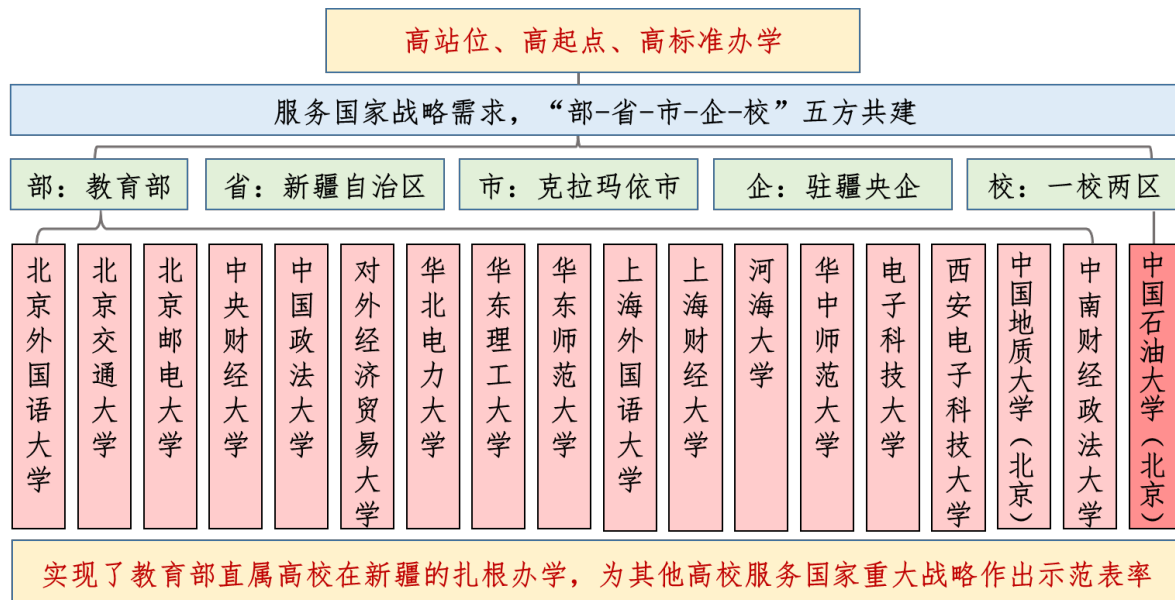 高站位、高起点、高标准办学
服务国家战略需求，“部-省-市-企-校”五方共建
部：教育部
省：新疆自治区
市：克拉玛依市
企：驻疆央企
校：一校两区
北京外国语大学
北京交通大学
北京邮电大学
中央财经大学
中国政法大学
对外经济贸易大学
华北电力大学
华东理工大学
华东师范大学
上海外国语大学
上海财经大学
河海大学
华中师范大学
电子科技大学
西安电子科技大学
中国地质大学（北京）
中南财经政法大学
中国石油大学（北京）
实现了教育部直属高校在新疆的扎根办学，为其他高校服务国家重大战略作出示范表率